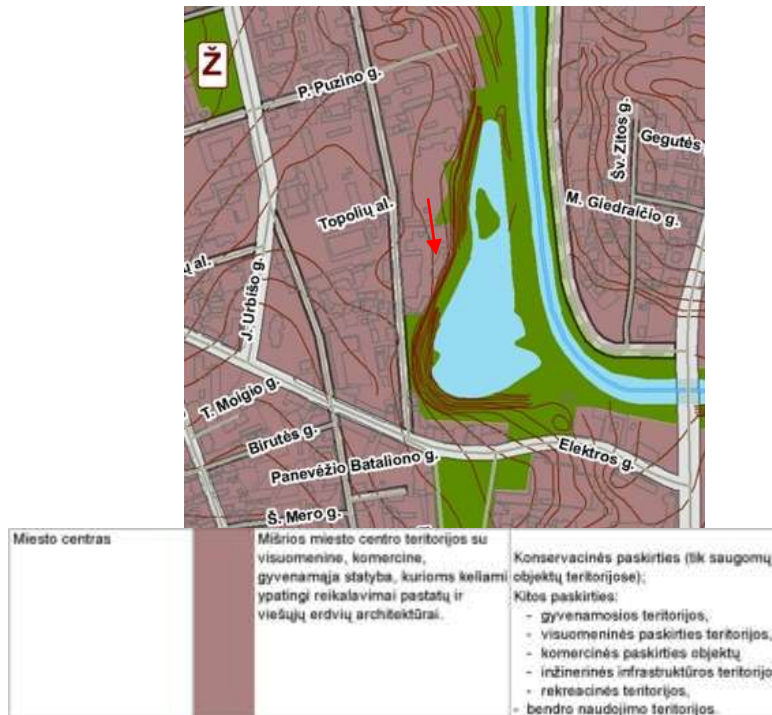 Ž
P. Puzino g.
Šv. Zitos g.
Gegutės
M. Giedraičio g.
Topolių al.
ų al.
J. Urbšio g.
T. Moigio g.
Birutės g.
Panevėžio Bataliono g.
Elektros g.
Š. Mero g.
Miesto centras
Mišrios miesto centro teritorijos su
visuomenine, komercine,
gyvenamąja statyba, kurioms keliami
ypatingi reikalavimai pastatų ir
viešųjų erdvių architektūrai.
Konservacinės paskirties (tik saugomų
objektų teritorijose);
Kitos paskirties:
- gyvenamosios teritorijos,
- visuomeninės paskirties teritorijos,
- komercinės paskirties objektų
- inžinerinės infrastruktūros teritorijo
- rekreacinės teritorijos,
- bendro naudojimo teritorijos.